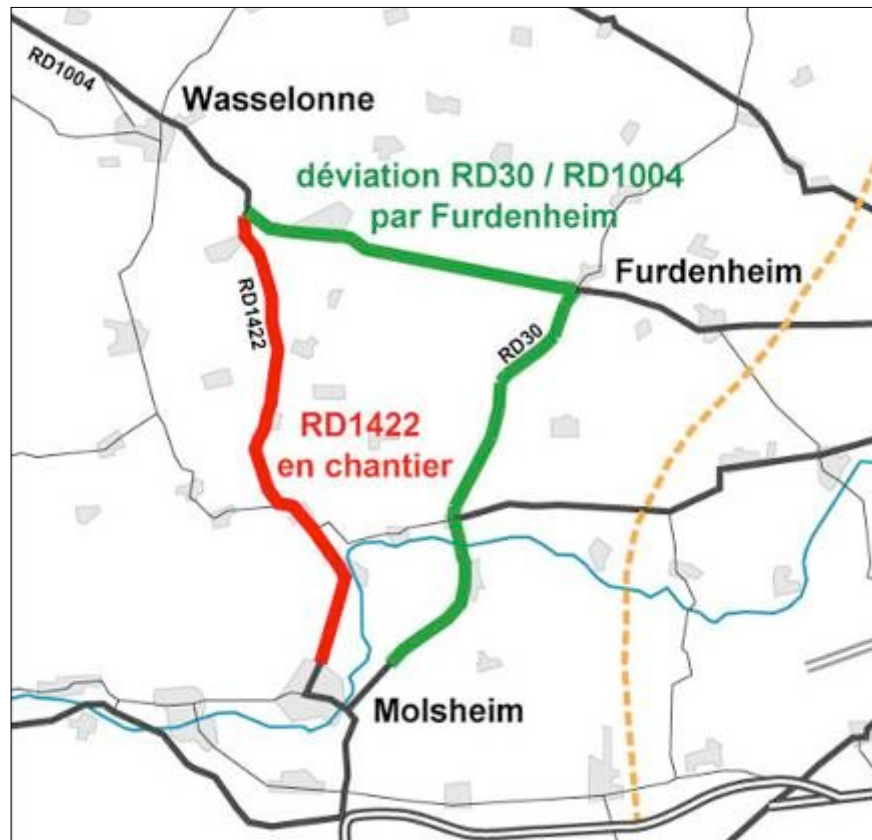 RD1004
Wasselonne
déviation RD30 / RD1004
par Furdenheim
Furdenheim
RD1422
RD30
RD1422
en chantier
Molsheim